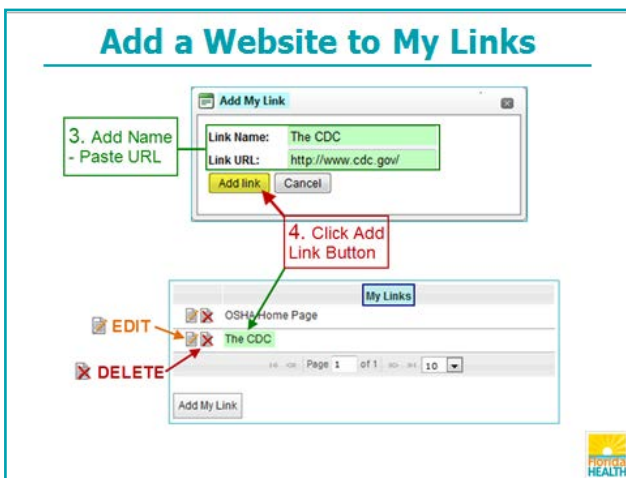 Add a Website to My Links
Add My Link
3. Add Name
- Paste URL
Link Name: The CDC
Link URL: http://www.cdc.gov/
Add link Cancel
4. Click Add
Link Button
My Links
OSHA Home Page
EDIT
The CDC
DELETE
Page 1 of 1 10
Add My Link
Florida
HEALTH